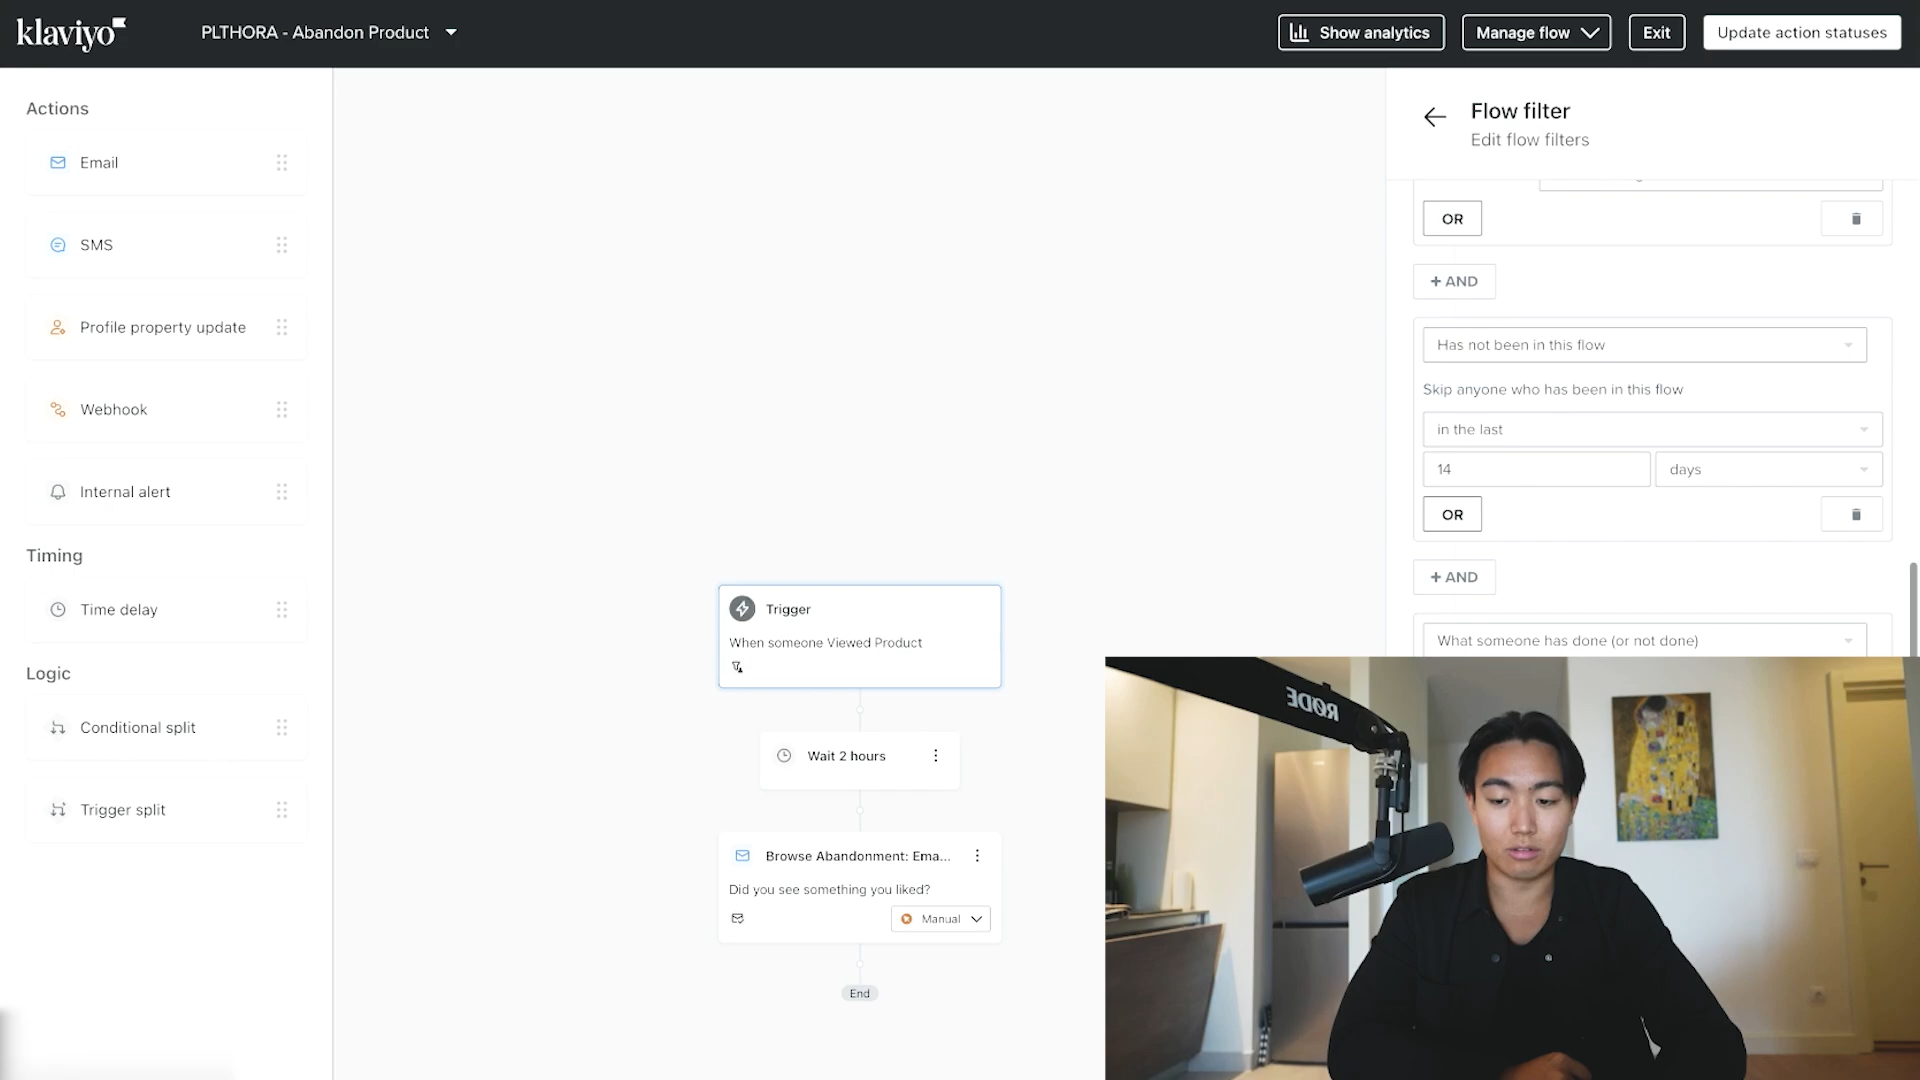 klaviyo
PLTHORA - Abandon Product
Show analytics
Manage flow
Exit
Update action statuses
Actions
Email
SMS
Profile property update
Webhook
Internal alert
Timing
Time delay
Logic
Conditional split
Trigger split
Trigger
When someone Viewed Product
Wait 2 hours
Browse Abandonment: Ema...
Did you see something you liked?
Manual
End
Flow filter
Edit flow filters
OR
+ AND
Has not been in this flow
Skip anyone who has been in this flow
in the last
14
days
OR
+ AND
What someone has done (or not done)
RØDE